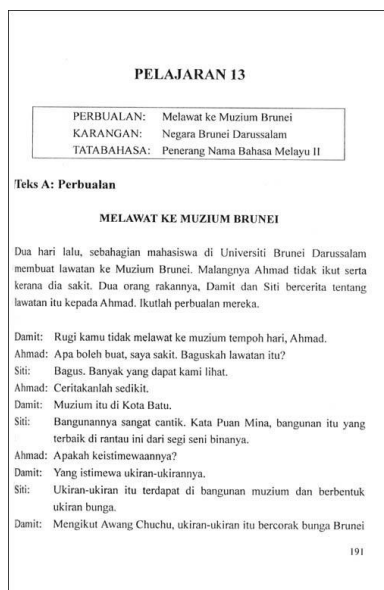 PELAJARAN 13
PERBUALAN: Melawat ke Muzium Brunei
KARANGAN: Negara Brunei Darussalam
TATABAHASA: Penerang Nama Bahasa Melayu II
Teks A: Perbualan
MELAWAT KE MUZIUM BRUNEI
Dua hari lalu, sebahagian mahasiswa di Universiti Brunei Darussalam
membuat lawatan ke Muzium Brunei. Malangnya Ahmad tidak ikut serta
kerana dia sakit. Dua orang rakannya, Damit dan Siti bercerita tentang
lawatan itu kepada Ahmad. Ikutlah perbualan mereka.
Damit: Rugi kamu tidak melawat ke muzium tempoh hari, Ahmad.
Ahmad: Apa boleh buat, saya sakit. Baguskah lawatan itu?
Siti: Bagus. Banyak yang dapat kami lihat.
Ahmad: Ceritakanlah sedikit.
Damit: Muzium itu di Kota Batu.
Siti: Bangunannya sangat cantik. Kata Puan Mina, bangunan itu yang
terbaik di rantau ini dari segi seni binanya.
Ahmad: Apakah keistimewaannya?
Damit: Yang istimewa ukiran-ukirannya.
Siti: Ukiran-ukiran itu terdapat di bangunan muzium dan berbentuk
ukiran bunga.
Damit: Mengikut Awang Chuchu, ukiran-ukiran itu bercorak bunga Brunei
191